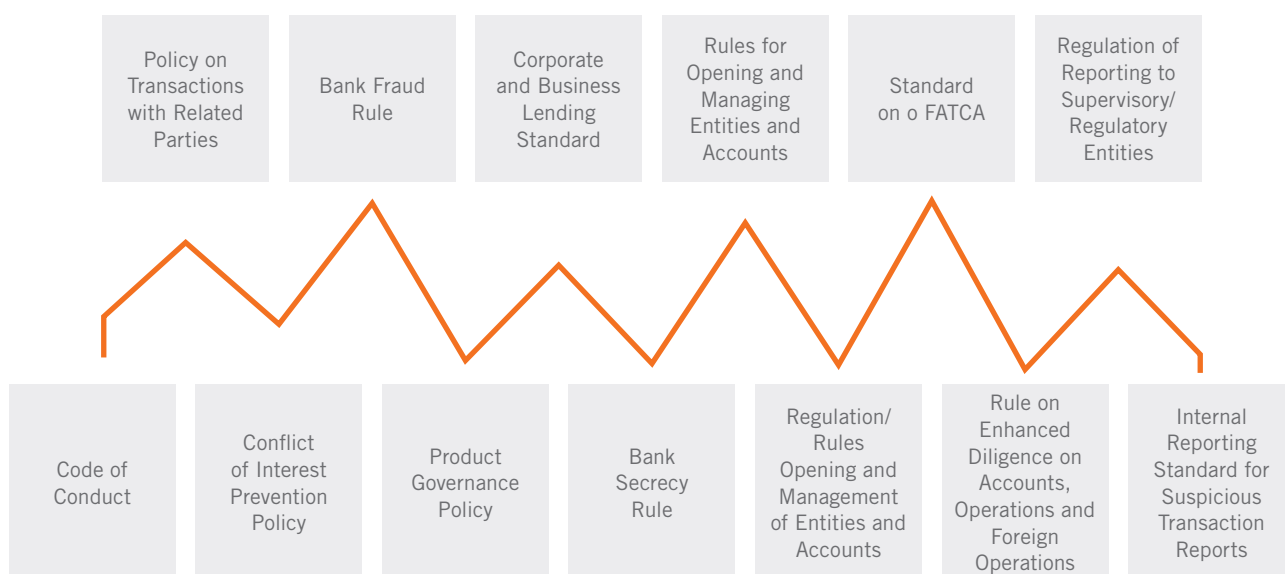 Policy on
Transactions
with Related
Parties
Bank Fraud
Rule
Corporate
and Business
Lending
Standard
Rules for
Opening and
Managing
Entities and
Accounts
Standard
on o FATCA
Regulation of
Reporting to
Supervisory/
Regulatory
Entities
Code of
Conduct
Conflict
of Interest
Prevention
Policy
Product
Governance
Policy
Bank
Secrecy
Rule
Regulation/
Rules
Opening and
Management
of Entities and
Accounts
Rule on
Enhanced
Diligence on
Accounts,
Operations and
Foreign
Operations
Internal
Reporting
Standard for
Suspicious
Transaction
Reports